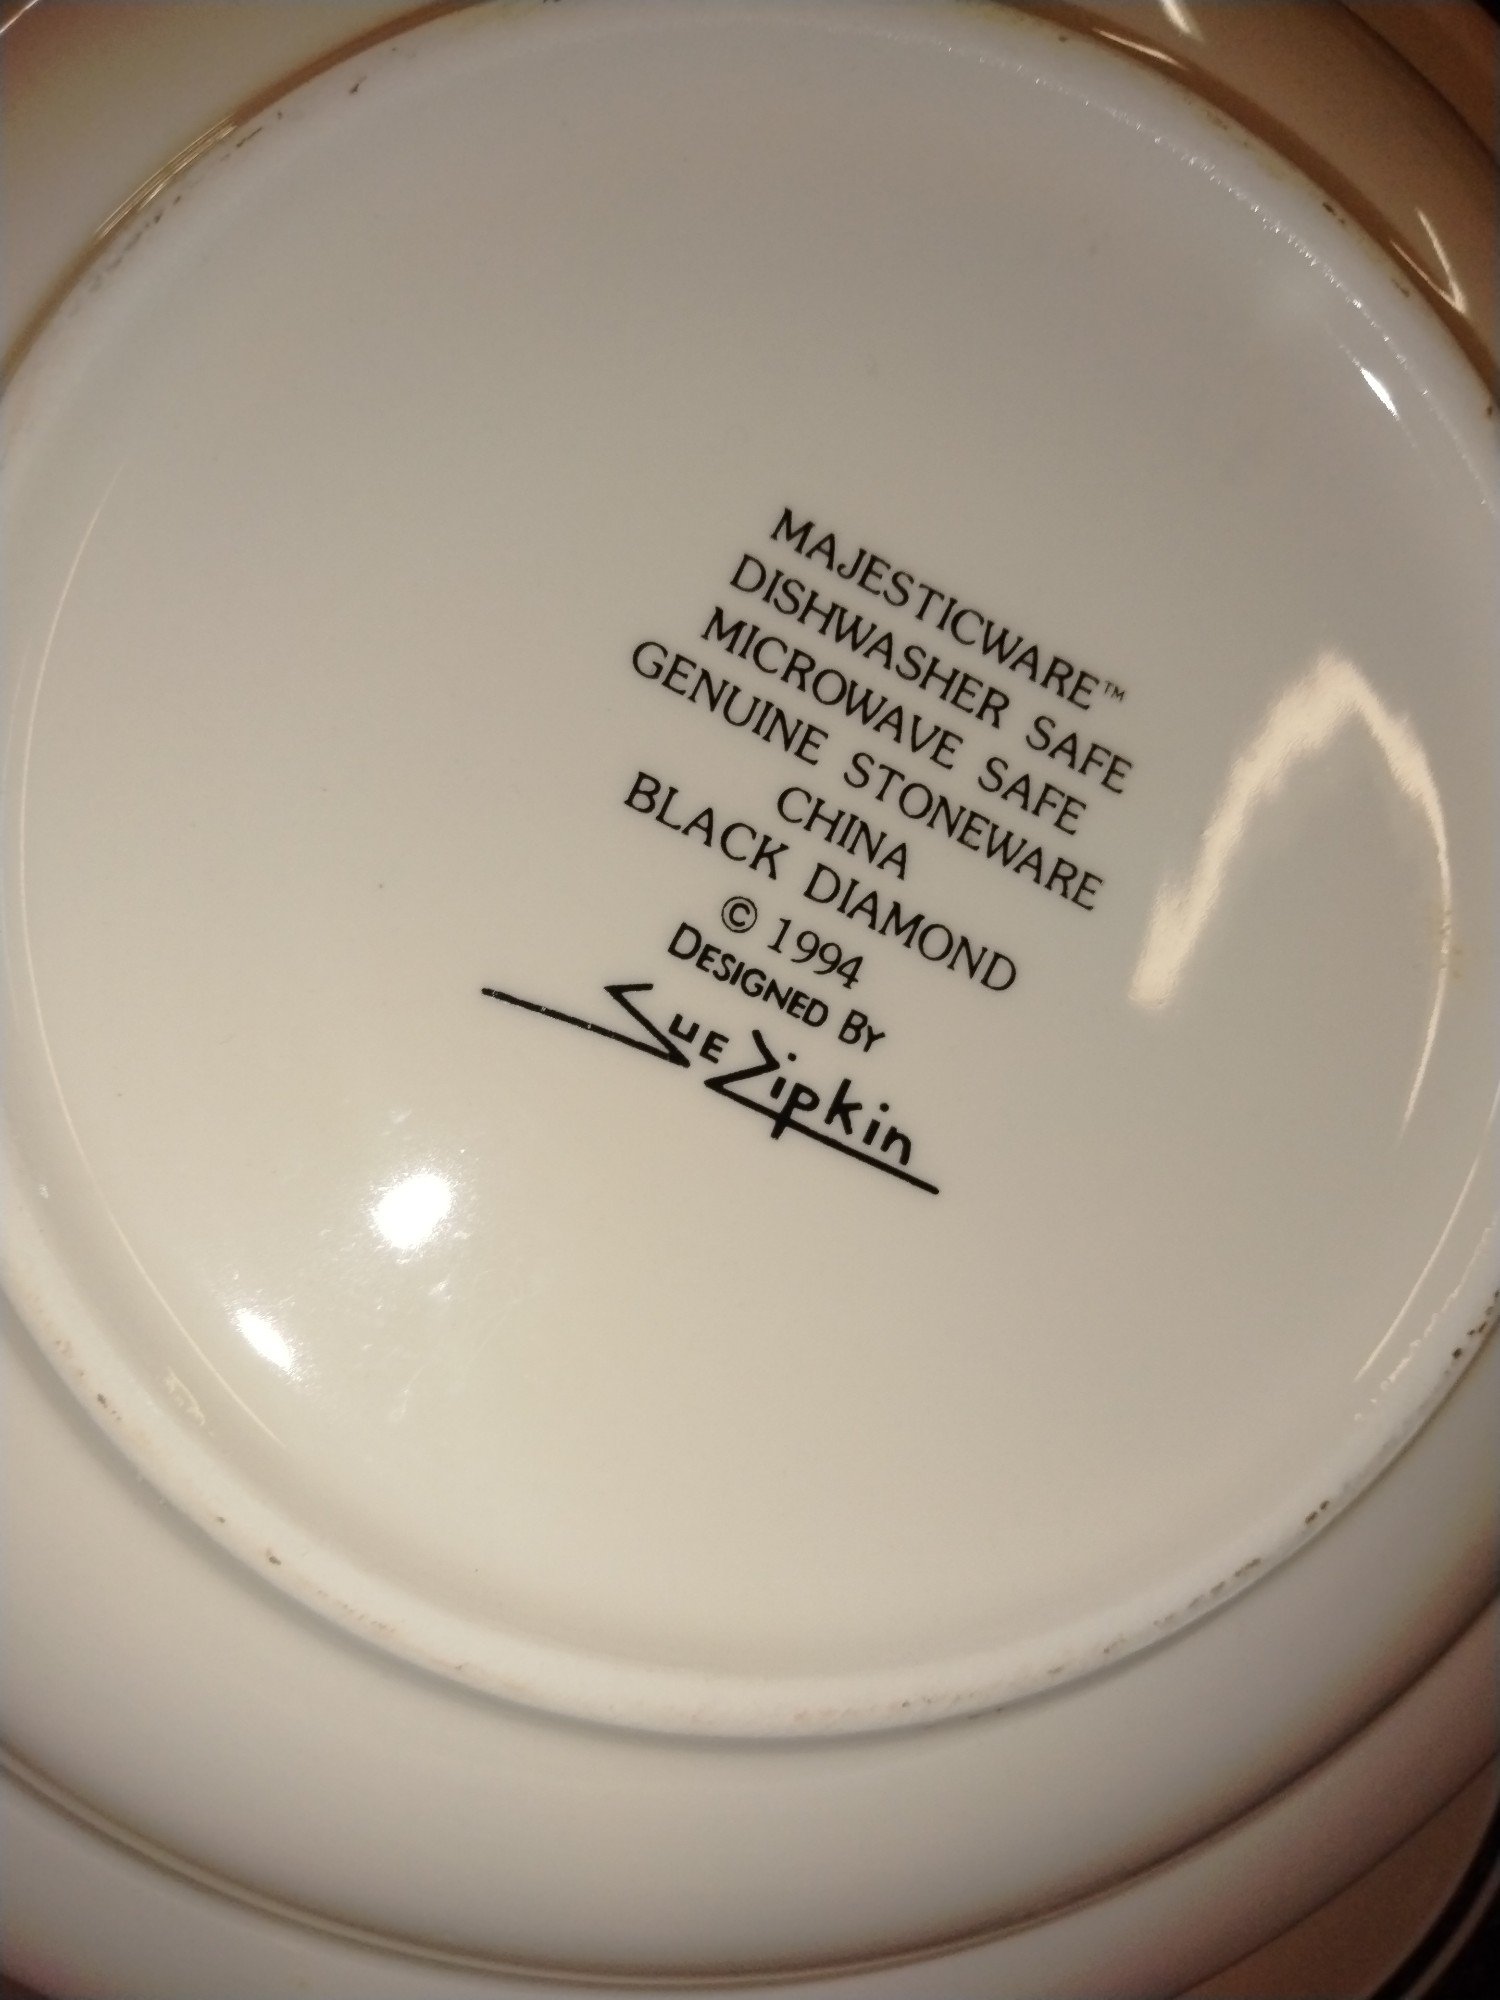 MAJESTICWARE™
DISHWASHER SAFE
MICROWAVE SAFE
GENUINE STONEWARE
CHINA
BLACK DIAMOND
© 1994
DESIGNED BY
Sue Zipkin